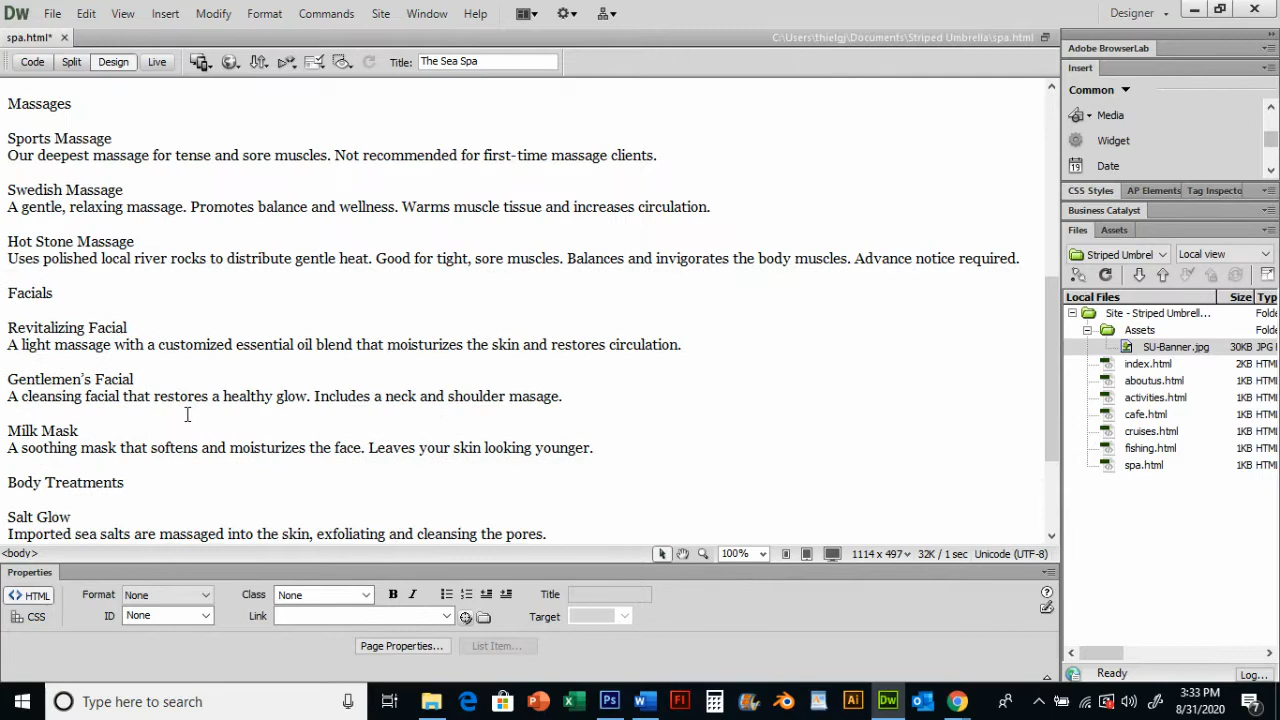 Dw File Edit View Insert Modify Format Commands Site Window Help Designer
spa.html* C:\Users\thielgj\Documents\Striped Umbrella\spa.html
Code Split Design Live Title: The Sea Spa
Massages
Sports Massage
Our deepest massage for tense and sore muscles. Not recommended for first-time massage clients.
Swedish Massage
A gentle, relaxing massage. Promotes balance and wellness. Warms muscle tissue and increases circulation.
Hot Stone Massage
Uses polished local river rocks to distribute gentle heat. Good for tight, sore muscles. Balances and invigorates the body muscles. Advance notice required.
Facials
Revitalizing Facial
A light massage with a customized essential oil blend that moisturizes the skin and restores circulation.
Gentlemen's Facial
A cleansing facial that restores a healthy glow. Includes a neck and shoulder masage.
Milk Mask
A soothing mask that softens and moisturizes the face. Leaves your skin looking younger.
Body Treatments
Salt Glow
Imported sea salts are massaged into the skin, exfoliating and cleansing the pores.
<body> 100% 1114 x 497 32K / 1 sec Unicode (UTF-8)
Properties
HTML Format None Class None B I Title
CSS ID None Link Target
Page Properties... List Item...
Adobe BrowserLab
Insert
Common
Media
Widget
19 Date
CSS Styles AP Elements Tag Inspecto
Business Catalyst
Files Assets
Striped Umbrel Local view
Local Files Size Typ
Site - Striped Umbrell... Folde
Assets Folde
SU-Banner.jpg 30KB JPG I
index.html 2KB
aboutus.html 1KB
activities.html 1KB
cafe.html 1KB
cruises.html 1KB
fishing.html 1KB
spa.html 1KB
Ready Log...
Type here to search Ps Fl Ai Dw 3:33 PM
8/31/2020 7